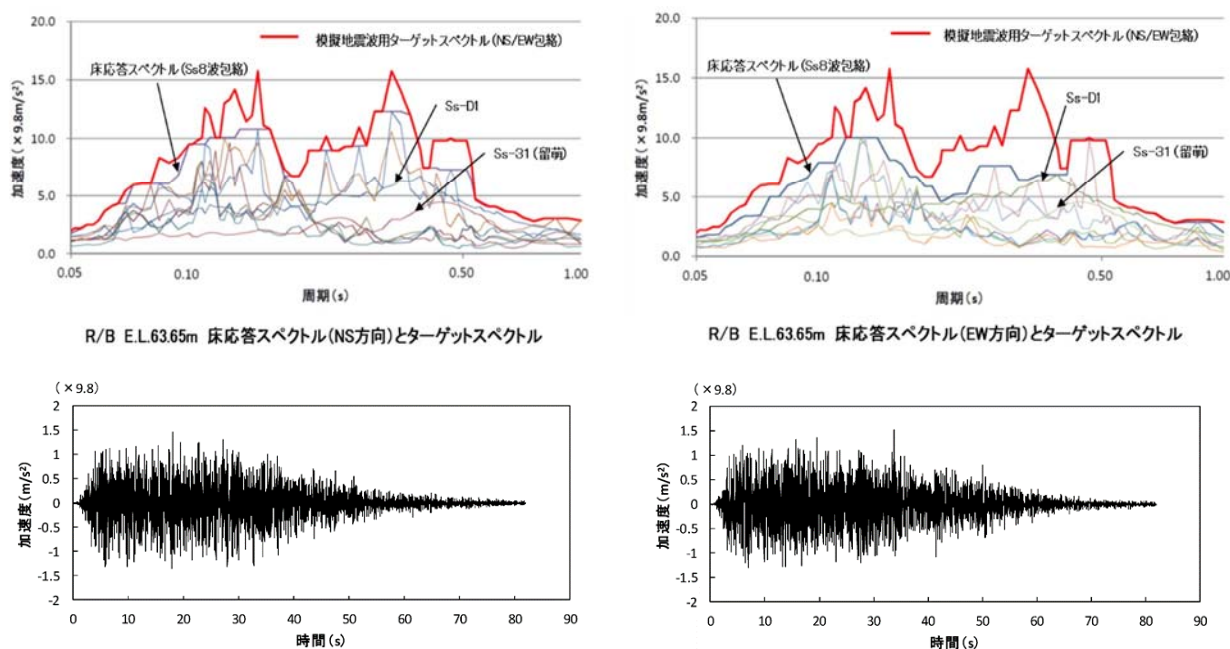 20.0
15.0
10.0
5.0
0.0
加速度(×9.8m/s²)
模擬地震波用ターゲットスペクトル(NS/EW包絡)
床応答スペクトル(Ss8波包絡)
Ss-D1
Ss-31(留萌)
0.05
0.10
0.50
1.00
周期(s)
R/B E.L.63.65m 床応答スペクトル(NS方向)とターゲットスペクトル
20.0
15.0
10.0
5.0
0.0
加速度(×9.8m/s²)
模擬地震波用ターゲットスペクトル(NS/EW包絡)
床応答スペクトル(Ss8波包絡)
Ss-D1
Ss-31(留萌)
0.05
0.10
0.50
1.00
周期(s)
R/B E.L.63.65m 床応答スペクトル(EW方向)とターゲットスペクトル
(×9.8)
2
1.5
1
0.5
0
-0.5
-1
-1.5
-2
加速度(m/s²)
0 10 20 30 40 50 60 70 80 90
時間(s)
(×9.8)
2
1.5
1
0.5
0
-0.5
-1
-1.5
-2
加速度(m/s²)
0 10 20 30 40 50 60 70 80 90
時間(s)